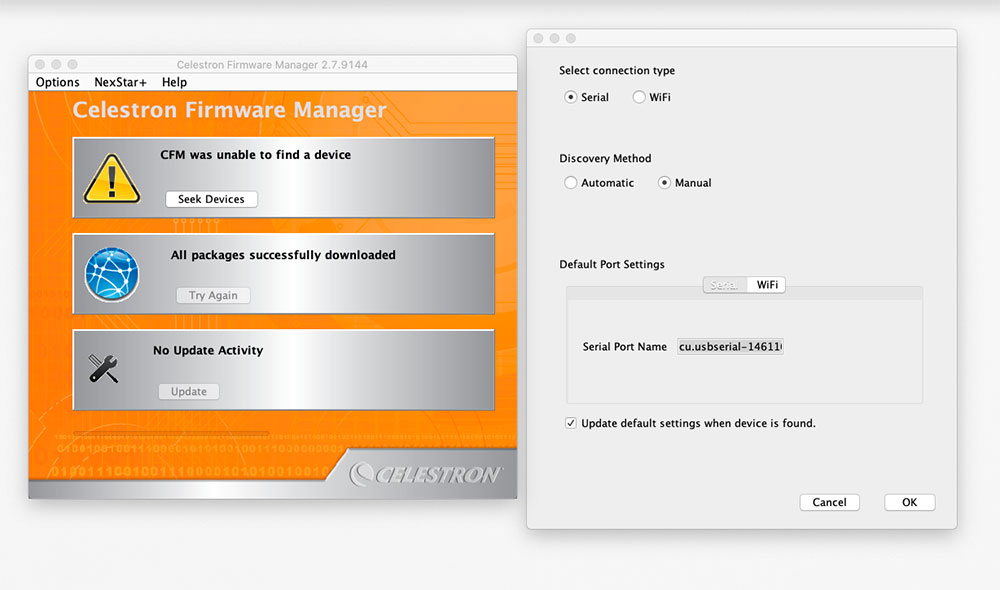 Celestron Firmware Manager 2.7.9144
Options NexStar+ Help
Celestron Firmware Manager
CFM was unable to find a device
Seek Devices
All packages successfully downloaded
Try Again
No Update Activity
Update
CELESTRON
Select connection type
Serial WiFi
Discovery Method
Automatic Manual
Default Port Settings
Serial WiFi
Serial Port Name cu.usbserial-14611
Update default settings when device is found.
Cancel OK